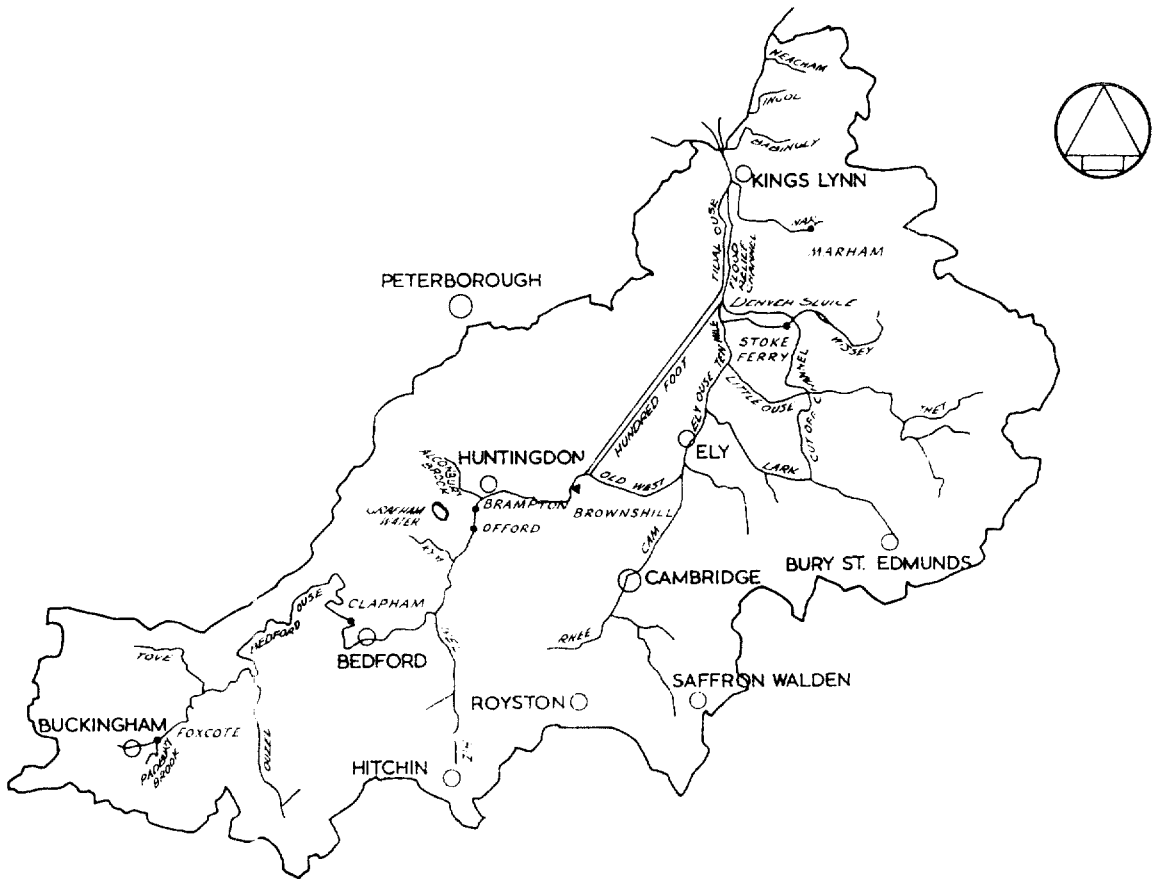 HEACHAM
INGOL
BABINGLY
KINGS LYNN
NAR
MARHAM
TIDAL OUSE
FLOOD
RELIEF
CHANNEL
PETERBOROUGH
DENVER SLUICE
STOKE
FERRY
WISSEY
HUNDRED FOOT
ELY OUSE TEN MILE
LITTLE OUSE
CUT OFF CHANNEL
THET
HUNTINGDON
ELY
LARK
ALCONBURY
BROOK
OLD WEST
GRAFHAM
WATER
BRAMPTON
OFFORD
BROWNSHILL
KYM
CAM
BURY ST. EDMUNDS
CAMBRIDGE
CLAPHAM
BEDFORD OUSE
IVEL
RHEE
BEDFORD
TOVE
SAFFRON WALDEN
ROYSTON
BUCKINGHAM
FOXCOTE
OUZEL
PADBURY
BROOK
HIZ
HITCHIN